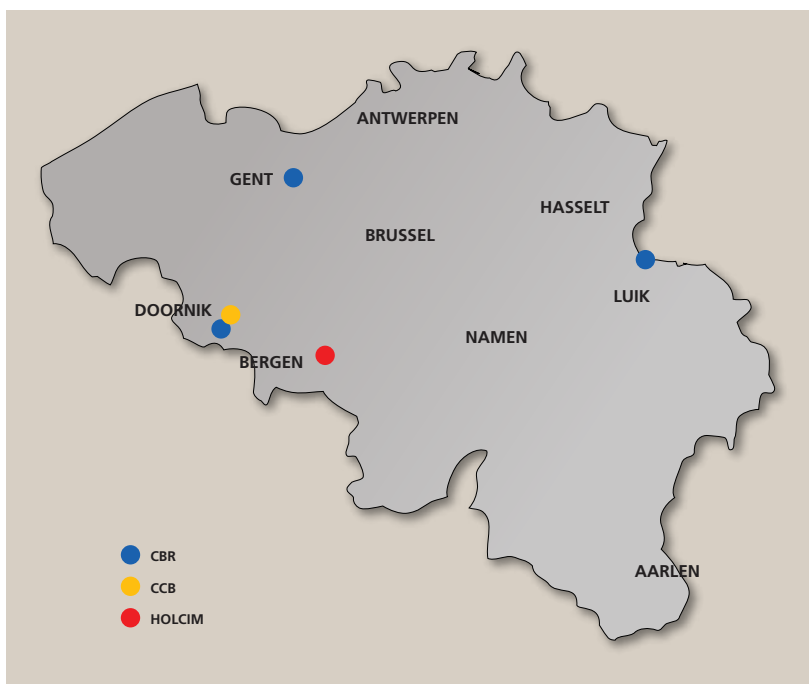 ANTWERPEN
GENT
HASSELT
BRUSSEL
LUIK
DOORNIK
NAMEN
BERGEN
CBR
AARLEN
CCB
HOLCIM